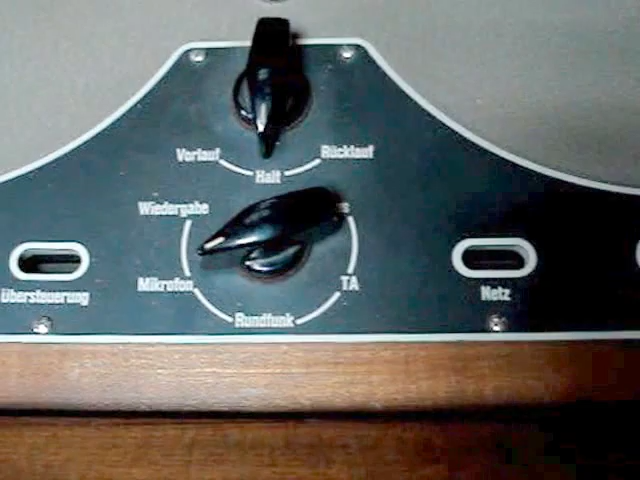 Vorlauf
Rücklauf
Halt
Wiedergabe
Mikrofon
TA
Rundfunk
Übersteuerung
Netz